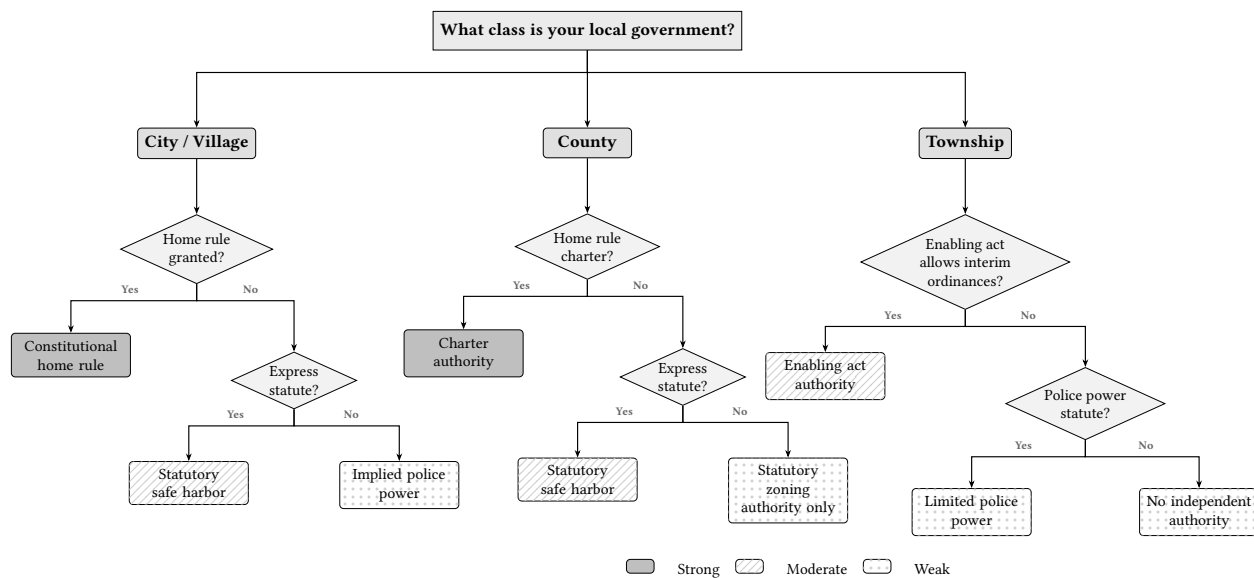 What class is your local government?
City / Village
County
Township
Home rule
granted?
Home rule
charter?
Enabling act
allows interim
ordinances?
Yes
No
Yes
No
Yes
No
Constitutional
home rule
Charter
authority
Enabling act
authority
Express
statute?
Express
statute?
Police power
statute?
Yes
No
Yes
No
Yes
No
Statutory
safe harbor
Implied police
power
Statutory
safe harbor
Statutory
zoning
authority only
Limited police
power
No independent
authority
Strong
Moderate
Weak